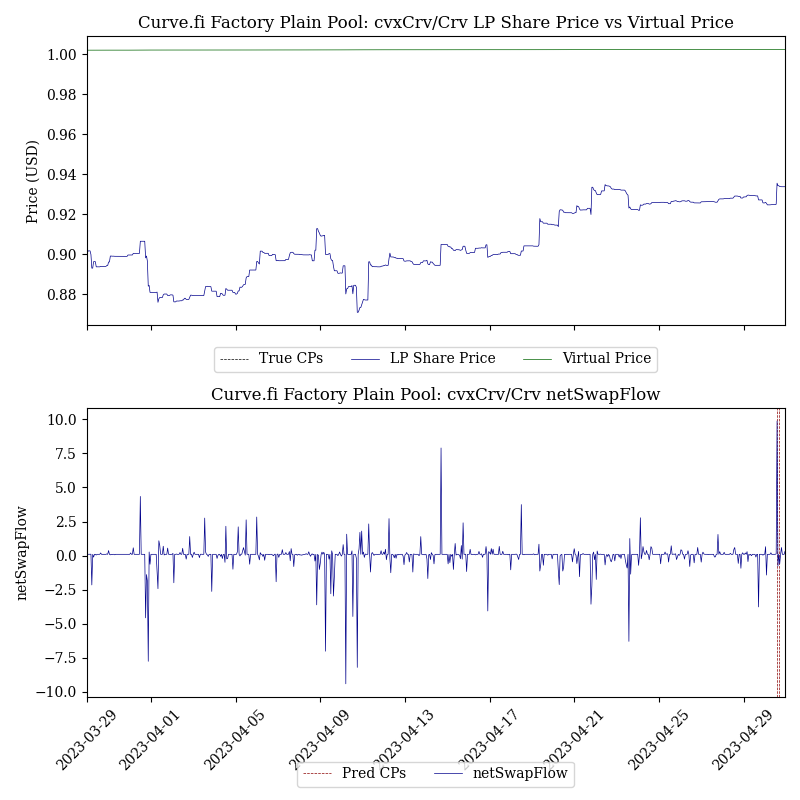 Curve.fi Factory Plain Pool: cvxCrv/Crv LP Share Price vs Virtual Price
Price (USD)
1.00
0.98
0.96
0.94
0.92
0.90
0.88
True CPs LP Share Price Virtual Price
Curve.fi Factory Plain Pool: cvxCrv/Crv netSwapFlow
netSwapFlow
10.0
7.5
5.0
2.5
0.0
−2.5
−5.0
−7.5
−10.0
2023-03-29 2023-04-01 2023-04-05 2023-04-09 2023-04-13 2023-04-17 2023-04-21 2023-04-25 2023-04-29
Pred CPs netSwapFlow